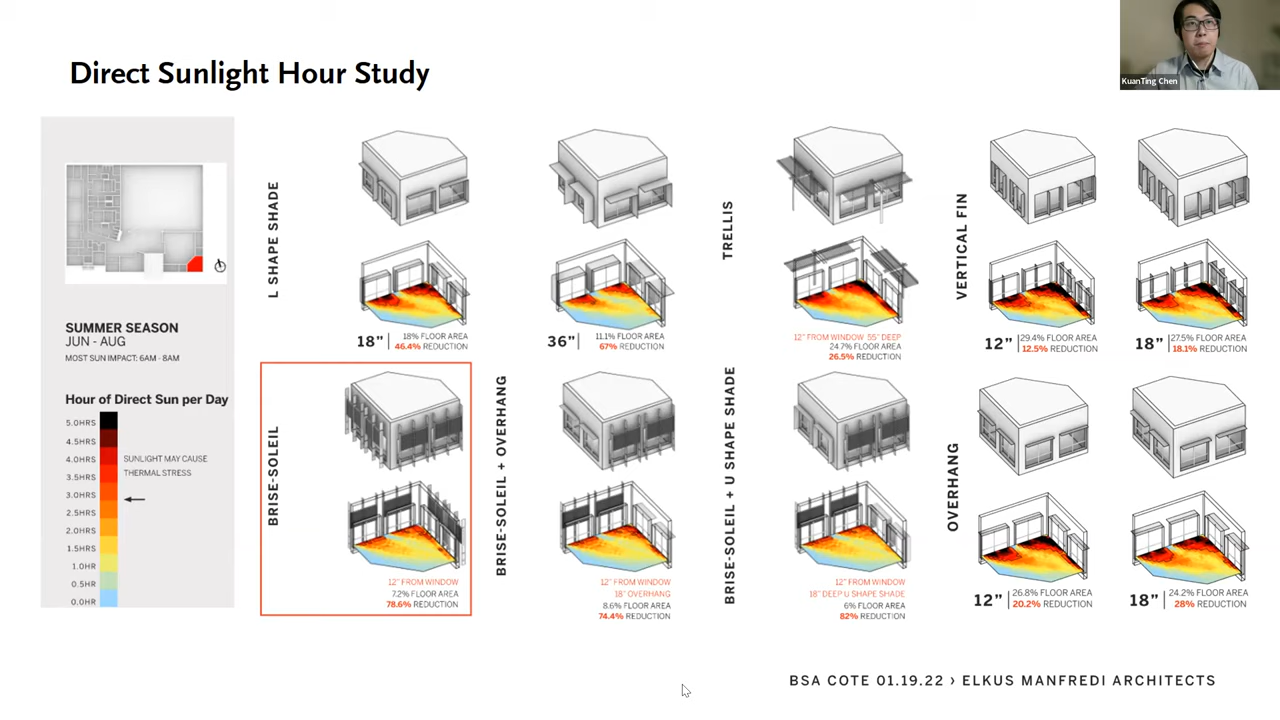 Direct Sunlight Hour Study
KuanTing Chen
SUMMER SEASON
JUN - AUG
MOST SUN IMPACT: 6AM - 8AM
Hour of Direct Sun per Day
5.0HRS
4.5HRS
4.0HRS
3.5HRS
3.0HRS
2.5HRS
2.0HRS
1.5HRS
1.0HR
0.5HR
0.0HR
SUNLIGHT MAY CAUSE
THERMAL STRESS
L SHAPE SHADE
18"
18% FLOOR AREA
46.4% REDUCTION
36"
11.1% FLOOR AREA
67% REDUCTION
TRELLIS
12" FROM WINDOW 55" DEEP
24.7% FLOOR AREA
26.5% REDUCTION
VERTICAL FIN
12"
29.4% FLOOR AREA
12.5% REDUCTION
18"
27.5% FLOOR AREA
18.1% REDUCTION
BRISE-SOLEIL
12" FROM WINDOW
7.2% FLOOR AREA
78.6% REDUCTION
BRISE-SOLEIL + OVERHANG
12" FROM WINDOW
18" OVERHANG
8.6% FLOOR AREA
74.4% REDUCTION
BRISE-SOLEIL + U SHAPE SHADE
12" FROM WINDOW
18" DEEP U SHAPE SHADE
6% FLOOR AREA
82% REDUCTION
OVERHANG
12"
26.8% FLOOR AREA
20.2% REDUCTION
18"
24.2% FLOOR AREA
28% REDUCTION
BSA COTE 01.19.22 › ELKUS MANFREDI ARCHITECTS